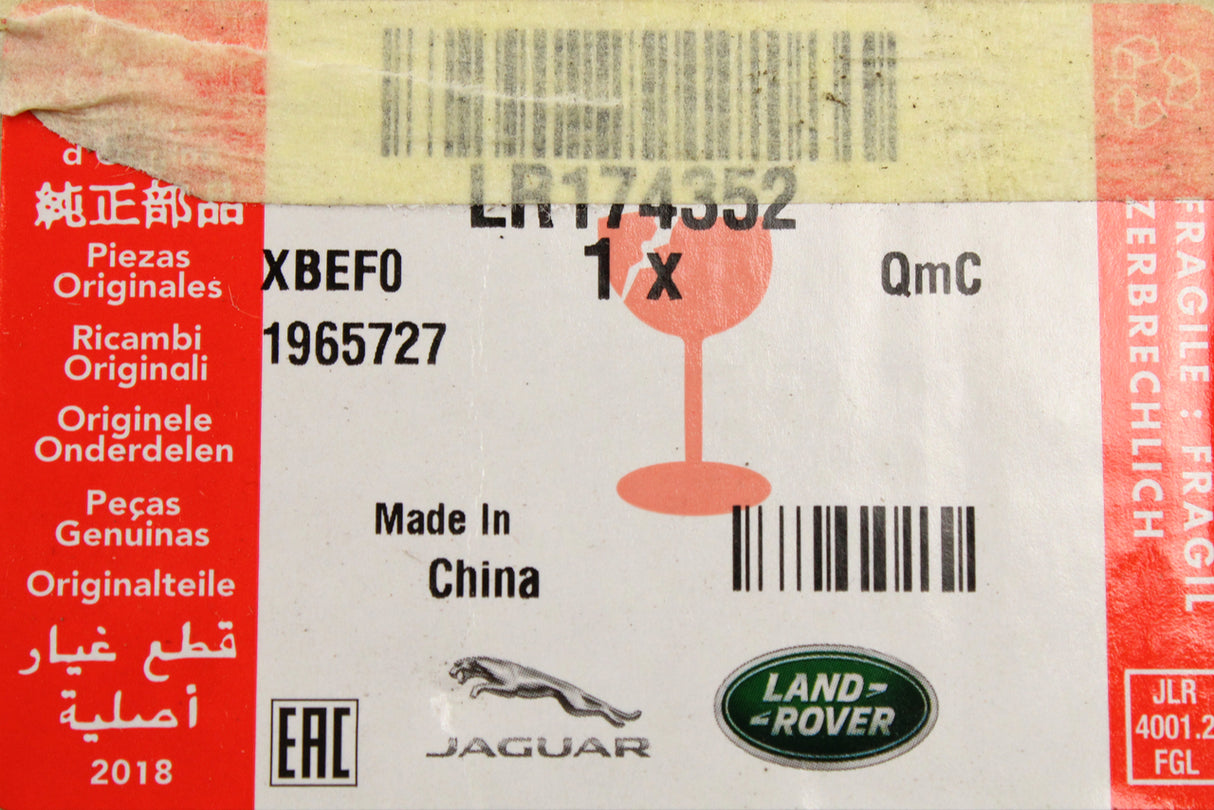 純正部品
Piezas
Originales
Ricambi
Originali
Originele
Onderdelen
Peças
Genuinas
Originalteile
قطع غيار
أصلية
2018
LR174352
XBEF0
1 x
QmC
1965727
Made In
China
EAC
JAGUAR
LAND-
-ROVER
FRAGILE : FRAGIL
ZERBRECHLICH
JLR
4001.2
FGL